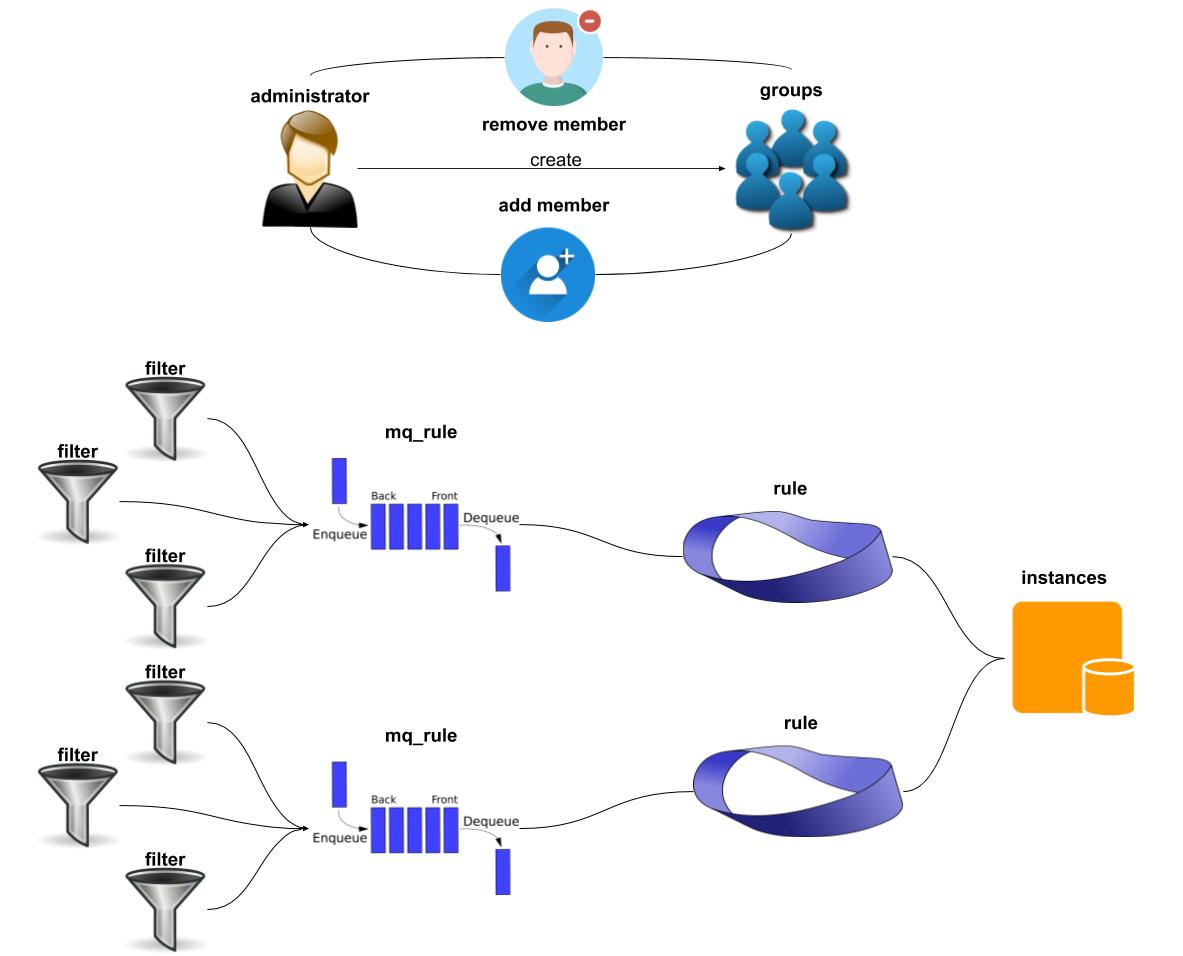 administrator
groups
remove member
create
add member
filter
filter
filter
mq_rule
Back
Front
Enqueue
Dequeue
rule
instances
filter
filter
filter
mq_rule
Back
Front
Enqueue
Dequeue
rule